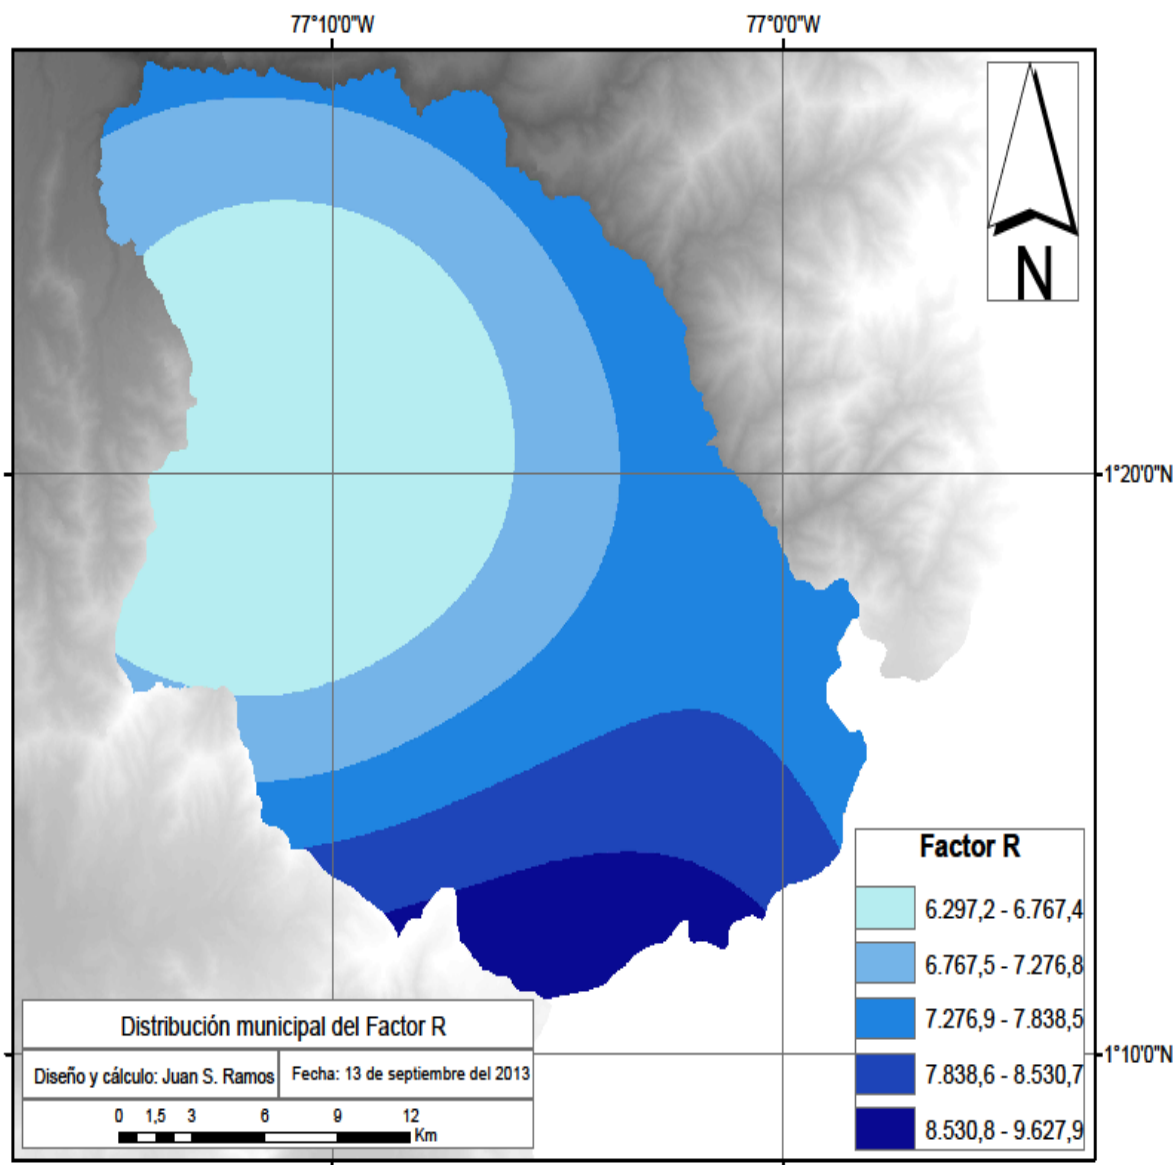 77°10'0"W
77°0'0"W
N
1°20'0"N
Factor R
6.297,2 - 6.767,4
6.767,5 - 7.276,8
7.276,9 - 7.838,5
7.838,6 - 8.530,7
8.530,8 - 9.627,9
1°10'0"N
Distribución municipal del Factor R
Diseño y cálculo: Juan S. Ramos
Fecha: 13 de septiembre del 2013
0 1,5 3 6 9 12
Km